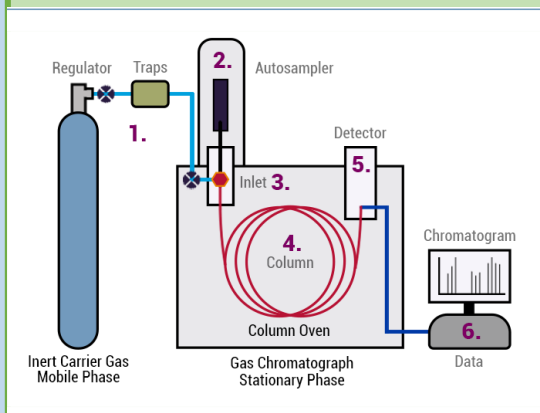 2.
Regulator
Traps
Autosampler
1.
Detector
5.
Inlet 3.
4.
Column
Chromatogram
Column Oven
6.
Inert Carrier Gas
Mobile Phase
Gas Chromatograph
Stationary Phase
Data